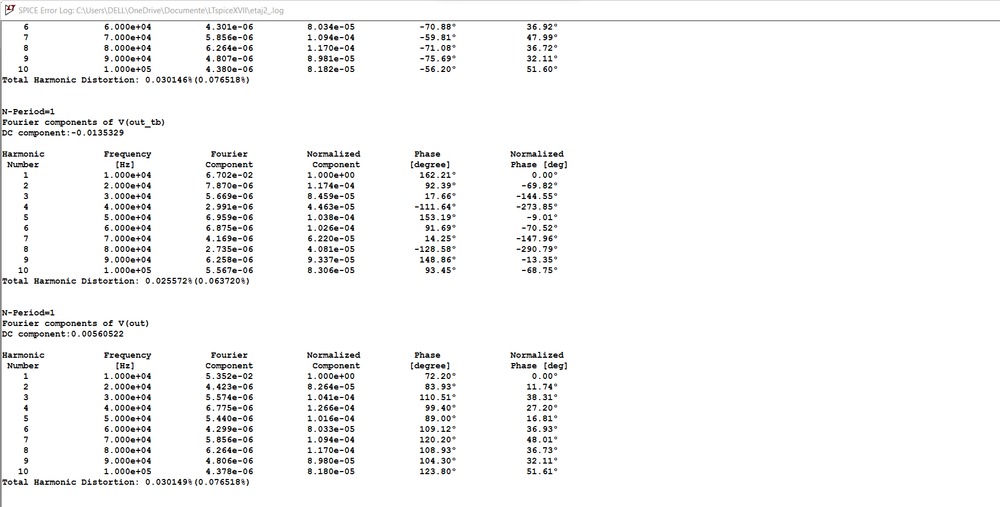 SPICE Error Log: C:\Users\DELL\OneDrive\Documente\LTspiceXVII\etaj2_.log
6 6.000e+04 4.301e-06 8.034e-05 -70.88° 36.92°
7 7.000e+04 5.856e-06 1.094e-04 -59.81° 47.99°
8 8.000e+04 6.264e-06 1.170e-04 -71.08° 36.72°
9 9.000e+04 4.807e-06 8.981e-05 -75.69° 32.11°
10 1.000e+05 4.380e-06 8.182e-05 -56.20° 51.60°
Total Harmonic Distortion: 0.030146%(0.076518%)
N-Period=1
Fourier components of V(out_tb)
DC component:-0.0135329
Harmonic Frequency Fourier Normalized Phase Normalized
Number [Hz] Component Component [degree] Phase [deg]
1 1.000e+04 6.702e-02 1.000e+00 162.21° 0.00°
2 2.000e+04 7.870e-06 1.174e-04 92.39° -69.82°
3 3.000e+04 5.669e-06 8.459e-05 17.66° -144.55°
4 4.000e+04 2.991e-06 4.463e-05 -111.64° -273.85°
5 5.000e+04 6.959e-06 1.038e-04 153.19° -9.01°
6 6.000e+04 6.875e-06 1.026e-04 91.69° -70.52°
7 7.000e+04 4.169e-06 6.220e-05 14.25° -147.96°
8 8.000e+04 2.735e-06 4.081e-05 -128.58° -290.79°
9 9.000e+04 6.258e-06 9.337e-05 148.86° -13.35°
10 1.000e+05 5.567e-06 8.306e-05 93.45° -68.75°
Total Harmonic Distortion: 0.025572%(0.063720%)
N-Period=1
Fourier components of V(out)
DC component:0.00560522
Harmonic Frequency Fourier Normalized Phase Normalized
Number [Hz] Component Component [degree] Phase [deg]
1 1.000e+04 5.352e-02 1.000e+00 72.20° 0.00°
2 2.000e+04 4.423e-06 8.264e-05 83.93° 11.74°
3 3.000e+04 5.574e-06 1.041e-04 110.51° 38.31°
4 4.000e+04 6.775e-06 1.266e-04 99.40° 27.20°
5 5.000e+04 5.440e-06 1.016e-04 89.00° 16.81°
6 6.000e+04 4.299e-06 8.033e-05 109.12° 36.93°
7 7.000e+04 5.856e-06 1.094e-04 120.20° 48.01°
8 8.000e+04 6.264e-06 1.170e-04 108.93° 36.73°
9 9.000e+04 4.806e-06 8.980e-05 104.30° 32.11°
10 1.000e+05 4.378e-06 8.180e-05 123.80° 51.61°
Total Harmonic Distortion: 0.030149%(0.076518%)